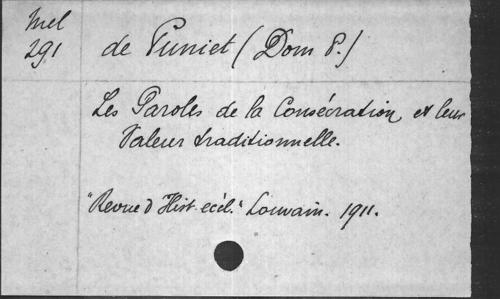 Mel
291
de Puniet (Dom P.)
Les Paroles de la Consécration et leur
Valeur traditionnelle.
"Revue d'Hist. eccl." Louvain. 1911.